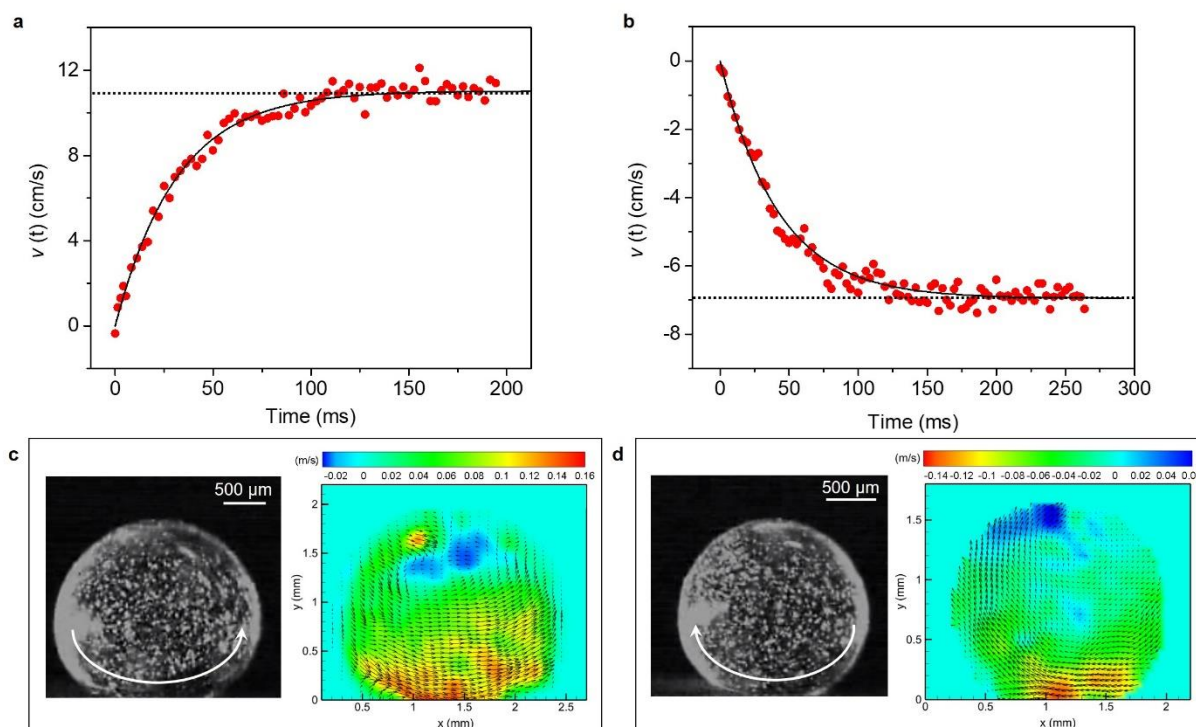 a
12
8
4
0
v (t) (cm/s)
0 50 100 150 200
Time (ms)
b
0
-2
-4
-6
-8
v (t) (cm/s)
0 50 100 150 200 250 300
Time (ms)
c
500 µm
(m/s)
-0.02 0 0.02 0.04 0.06 0.08 0.1 0.12 0.14 0.16
2
1.5
1
0.5
0
y (mm)
0.5 1 1.5 2 2.5
x (mm)
d
500 µm
(m/s)
-0.14 -0.12 -0.1 -0.08 -0.06 -0.04 -0.02 0 0.02 0.04 0.0
1.5
1
0.5
0
y (mm)
0 0.5 1 1.5 2
x (mm)